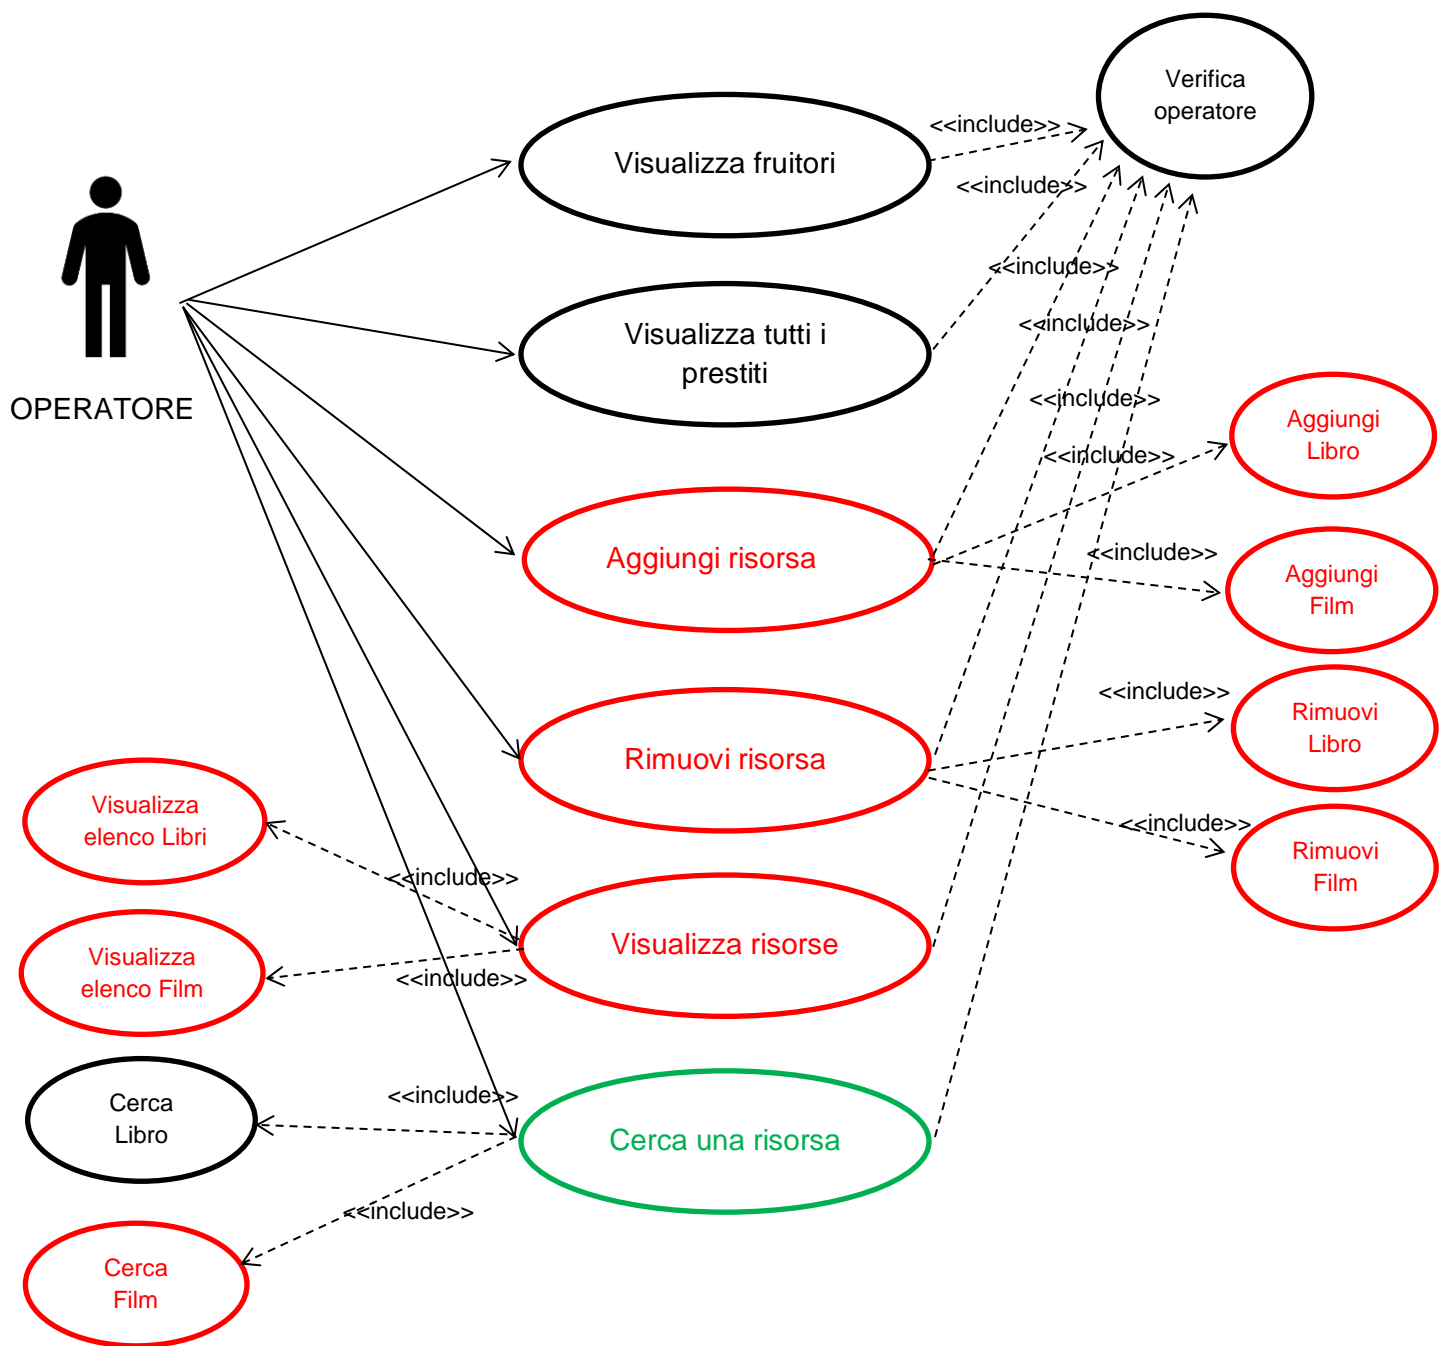 Verifica
operatore
<<include>>
Visualizza fruitori
<<include>>
<<include>>
<<include>>
Visualizza tutti i
prestiti
OPERATORE
<<include>>
Aggiungi
Libro
<<include>>
Aggiungi risorsa
<<include>>
Aggiungi
Film
<<include>>
Rimuovi
Libro
Rimuovi risorsa
Visualizza
elenco Libri
<<include>>
Rimuovi
Film
<<include>>
Visualizza risorse
Visualizza
elenco Film
<<include>>
<<include>>
Cerca
Libro
Cerca una risorsa
<<include>>
Cerca
Film